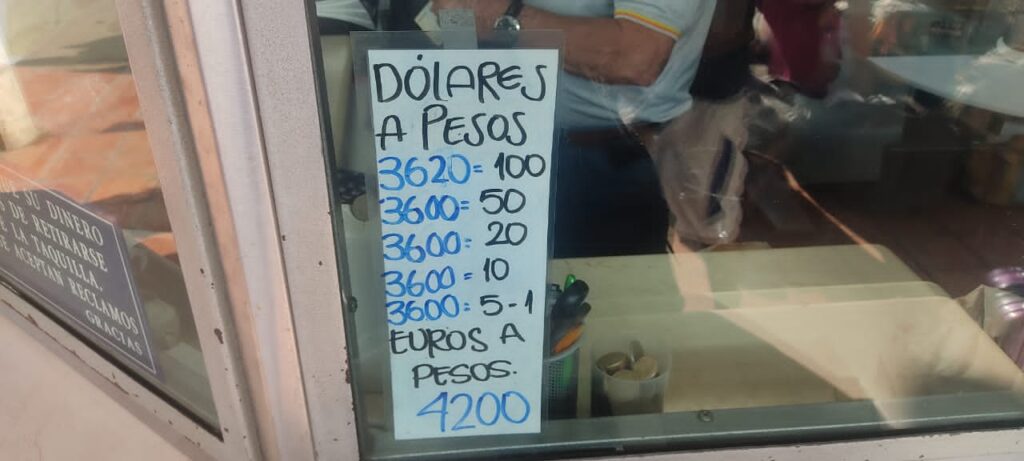 DÓLARES
A PESOS
3620= 100
3600= 50
3600= 20
3600= 10
3600= 5-1
EUROS A
PESOS.
4200
SU DINERO
DE RETIRARSE
LA TAQUILLA.
ACEPTAN RECLAMOS
GRACIAS